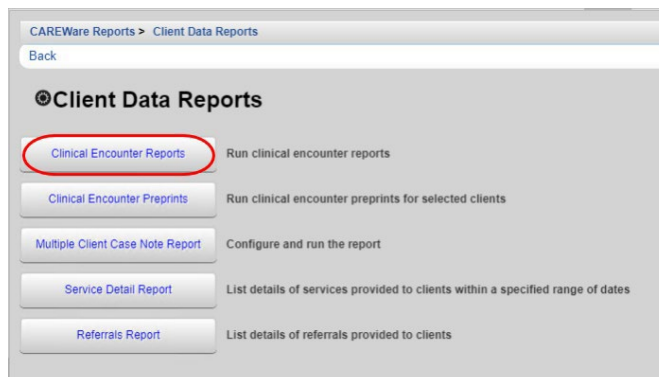 CAREWare Reports > Client Data Reports
Back
Client Data Reports
Clinical Encounter Reports Run clinical encounter reports
Clinical Encounter Preprints Run clinical encounter preprints for selected clients
Multiple Client Case Note Report Configure and run the report
Service Detail Report List details of services provided to clients within a specified range of dates
Referrals Report List details of referrals provided to clients